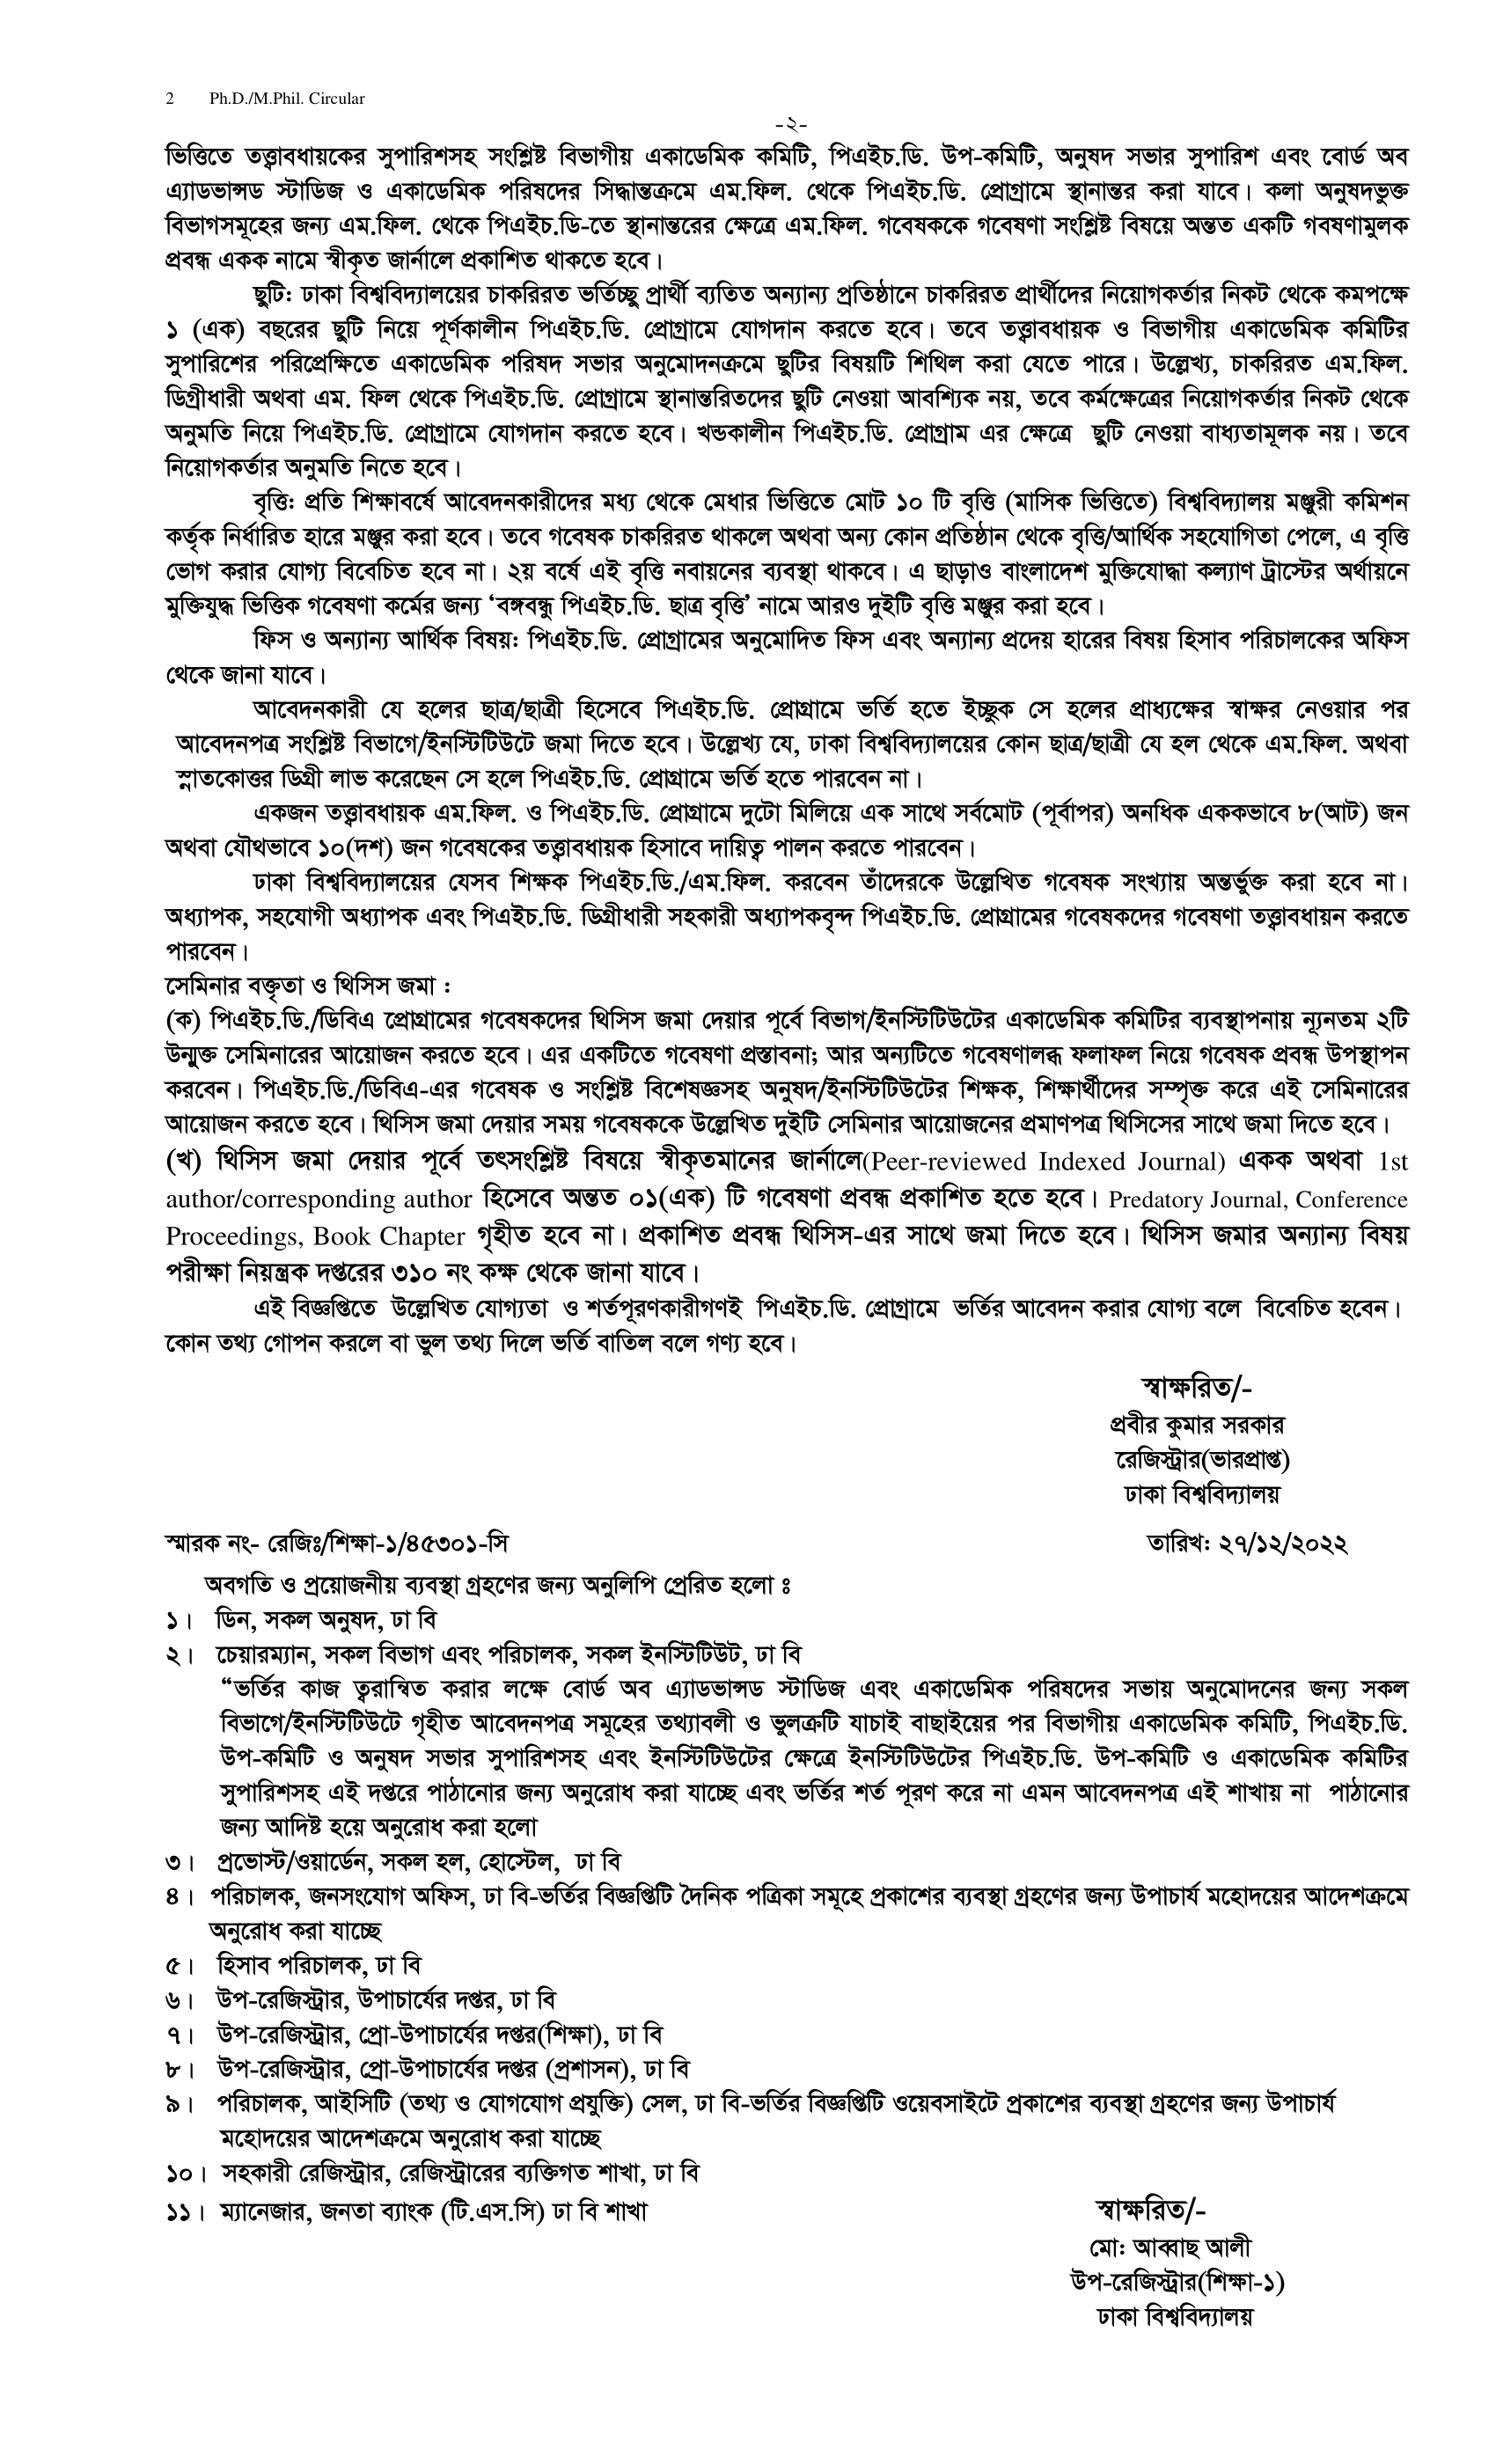 2 Ph.D./M.Phil. Circular
-২-
ভিত্তিতে তত্ত্বাবধায়কের সুপারিশসহ সংশ্লিষ্ট বিভাগীয় একাডেমিক কমিটি, পিএইচ.ডি. উপ-কমিটি, অনুষদ সভার সুপারিশ এবং বোর্ড অব
এ্যাডভান্সড স্টাডিজ ও একাডেমিক পরিষদের সিদ্ধান্তক্রমে এম.ফিল. থেকে পিএইচ.ডি. প্রোগ্রামে স্থানান্তর করা যাবে। কলা অনুষদভুক্ত
বিভাগসমূহের জন্য এম.ফিল. থেকে পিএইচ.ডি-তে স্থানান্তরের ক্ষেত্রে এম.ফিল. গবেষককে গবেষণা সংশ্লিষ্ট বিষয়ে অন্তত একটি গবষণামুলক
প্রবন্ধ একক নামে স্বীকৃত জার্নালে প্রকাশিত থাকতে হবে।
ছুটি: ঢাকা বিশ্ববিদ্যালয়ের চাকরিরত ভর্তিচ্ছু প্রার্থী ব্যতিত অন্যান্য প্রতিষ্ঠানে চাকরিরত প্রার্থীদের নিয়োগকর্তার নিকট থেকে কমপক্ষে
১ (এক) বছরের ছুটি নিয়ে পূর্ণকালীন পিএইচ.ডি. প্রোগ্রামে যোগদান করতে হবে। তবে তত্ত্বাবধায়ক ও বিভাগীয় একাডেমিক কমিটির
সুপারিশের পরিপ্রেক্ষিতে একাডেমিক পরিষদ সভার অনুমোদনক্রমে ছুটির বিষয়টি শিথিল করা যেতে পারে। উল্লেখ্য, চাকরিরত এম.ফিল.
ডিগ্রীধারী অথবা এম. ফিল থেকে পিএইচ.ডি. প্রোগ্রামে স্থানান্তরিতদের ছুটি নেওয়া আবশ্যিক নয়, তবে কর্মক্ষেত্রের নিয়োগকর্তার নিকট থেকে
অনুমতি নিয়ে পিএইচ.ডি. প্রোগ্রামে যোগদান করতে হবে। খন্ডকালীন পিএইচ.ডি. প্রোগ্রাম এর ক্ষেত্রে ছুটি নেওয়া বাধ্যতামূলক নয়। তবে
নিয়োগকর্তার অনুমতি নিতে হবে।
বৃত্তি: প্রতি শিক্ষাবর্ষে আবেদনকারীদের মধ্য থেকে মেধার ভিত্তিতে মোট ১০ টি বৃত্তি (মাসিক ভিত্তিতে) বিশ্ববিদ্যালয় মঞ্জুরী কমিশন
কর্তৃক নির্ধারিত হারে মঞ্জুর করা হবে। তবে গবেষক চাকরিরত থাকলে অথবা অন্য কোন প্রতিষ্ঠান থেকে বৃত্তি/আর্থিক সহযোগিতা পেলে, এ বৃত্তি
ভোগ করার যোগ্য বিবেচিত হবে না। ২য় বর্ষে এই বৃত্তি নবায়নের ব্যবস্থা থাকবে। এ ছাড়াও বাংলাদেশ মুক্তিযোদ্ধা কল্যাণ ট্রাস্টের অর্থায়নে
মুক্তিযুদ্ধ ভিত্তিক গবেষণা কর্মের জন্য ‘বঙ্গবন্ধু পিএইচ.ডি. ছাত্র বৃত্তি’ নামে আরও দুইটি বৃত্তি মঞ্জুর করা হবে।
ফিস ও অন্যান্য আর্থিক বিষয়: পিএইচ.ডি. প্রোগ্রামের অনুমোদিত ফিস এবং অন্যান্য প্রদেয় হারের বিষয় হিসাব পরিচালকের অফিস
থেকে জানা যাবে।
আবেদনকারী যে হলের ছাত্র/ছাত্রী হিসেবে পিএইচ.ডি. প্রোগ্রামে ভর্তি হতে ইচ্ছুক সে হলের প্রাধ্যক্ষের স্বাক্ষর নেওয়ার পর
আবেদনপত্র সংশ্লিষ্ট বিভাগে/ইনস্টিটিউটে জমা দিতে হবে। উল্লেখ্য যে, ঢাকা বিশ্ববিদ্যালয়ের কোন ছাত্র/ছাত্রী যে হল থেকে এম.ফিল. অথবা
স্নাতকোত্তর ডিগ্রী লাভ করেছেন সে হলে পিএইচ.ডি. প্রোগ্রামে ভর্তি হতে পারবেন না।
একজন তত্ত্বাবধায়ক এম.ফিল. ও পিএইচ.ডি. প্রোগ্রামে দুটো মিলিয়ে এক সাথে সর্বমোট (পূর্বাপর) অনধিক এককভাবে ৮(আট) জন
অথবা যৌথভাবে ১০(দশ) জন গবেষকের তত্ত্বাবধায়ক হিসাবে দায়িত্ব পালন করতে পারবেন।
ঢাকা বিশ্ববিদ্যালয়ের যেসব শিক্ষক পিএইচ.ডি./এম.ফিল. করবেন তাঁদেরকে উল্লেখিত গবেষক সংখ্যায় অন্তর্ভুক্ত করা হবে না।
অধ্যাপক, সহযোগী অধ্যাপক এবং পিএইচ.ডি. ডিগ্রীধারী সহকারী অধ্যাপকবৃন্দ পিএইচ.ডি. প্রোগ্রামের গবেষকদের গবেষণা তত্ত্বাবধায়ন করতে
পারবেন।
সেমিনার বক্তৃতা ও থিসিস জমা :
(ক) পিএইচ.ডি./ডিবিএ প্রোগ্রামের গবেষকদের থিসিস জমা দেয়ার পূর্বে বিভাগ/ইনস্টিটিউটের একাডেমিক কমিটির ব্যবস্থাপনায় ন্যূনতম ২টি
উন্মুক্ত সেমিনারের আয়োজন করতে হবে। এর একটিতে গবেষণা প্রস্তাবনা; আর অন্যটিতে গবেষণালব্ধ ফলাফল নিয়ে গবেষক প্রবন্ধ উপস্থাপন
করবেন। পিএইচ.ডি./ডিবিএ-এর গবেষক ও সংশ্লিষ্ট বিশেষজ্ঞসহ অনুষদ/ইনস্টিটিউটের শিক্ষক, শিক্ষার্থীদের সম্পৃক্ত করে এই সেমিনারের
আয়োজন করতে হবে। থিসিস জমা দেয়ার সময় গবেষককে উল্লেখিত দুইটি সেমিনার আয়োজনের প্রমাণপত্র থিসিসের সাথে জমা দিতে হবে।
(খ) থিসিস জমা দেয়ার পূর্বে তৎসংশ্লিষ্ট বিষয়ে স্বীকৃতমানের জার্নালে(Peer-reviewed Indexed Journal) একক অথবা 1st
author/corresponding author হিসেবে অন্তত ০১(এক) টি গবেষণা প্রবন্ধ প্রকাশিত হতে হবে। Predatory Journal, Conference
Proceedings, Book Chapter গৃহীত হবে না। প্রকাশিত প্রবন্ধ থিসিস-এর সাথে জমা দিতে হবে। থিসিস জমার অন্যান্য বিষয়
পরীক্ষা নিয়ন্ত্রক দপ্তরের ৩১০ নং কক্ষ থেকে জানা যাবে।
এই বিজ্ঞপ্তিতে উল্লেখিত যোগ্যতা ও শর্তপূরণকারীগণই পিএইচ.ডি. প্রোগ্রামে ভর্তির আবেদন করার যোগ্য বলে বিবেচিত হবেন।
কোন তথ্য গোপন করলে বা ভুল তথ্য দিলে ভর্তি বাতিল বলে গণ্য হবে।
স্বাক্ষরিত/-
প্রবীর কুমার সরকার
রেজিস্ট্রার(ভারপ্রাপ্ত)
ঢাকা বিশ্ববিদ্যালয়
স্মারক নং- রেজিঃ/শিক্ষা-১/৪৫৩০১-সি তারিখ: ২৭/১২/২০২২
অবগতি ও প্রয়োজনীয় ব্যবস্থা গ্রহণের জন্য অনুলিপি প্রেরিত হলো ঃ
১। ডিন, সকল অনুষদ, ঢা বি
২। চেয়ারম্যান, সকল বিভাগ এবং পরিচালক, সকল ইনস্টিটিউট, ঢা বি
“ভর্তির কাজ ত্বরান্বিত করার লক্ষে বোর্ড অব এ্যাডভান্সড স্টাডিজ এবং একাডেমিক পরিষদের সভায় অনুমোদনের জন্য সকল
বিভাগে/ইনস্টিটিউটে গৃহীত আবেদনপত্র সমূহের তথ্যাবলী ও ভুলত্রুটি যাচাই বাছাইয়ের পর বিভাগীয় একাডেমিক কমিটি, পিএইচ.ডি.
উপ-কমিটি ও অনুষদ সভার সুপারিশসহ এবং ইনস্টিটিউটের ক্ষেত্রে ইনস্টিটিউটের পিএইচ.ডি. উপ-কমিটি ও একাডেমিক কমিটির
সুপারিশসহ এই দপ্তরে পাঠানোর জন্য অনুরোধ করা যাচ্ছে এবং ভর্তির শর্ত পূরণ করে না এমন আবেদনপত্র এই শাখায় না পাঠানোর
জন্য আদিষ্ট হয়ে অনুরোধ করা হলো
৩। প্রভোস্ট/ওয়ার্ডেন, সকল হল, হোস্টেল, ঢা বি
৪। পরিচালক, জনসংযোগ অফিস, ঢা বি-ভর্তির বিজ্ঞপ্তিটি দৈনিক পত্রিকা সমূহে প্রকাশের ব্যবস্থা গ্রহণের জন্য উপাচার্য মহোদয়ের আদেশক্রমে
অনুরোধ করা যাচ্ছে
৫। হিসাব পরিচালক, ঢা বি
৬। উপ-রেজিস্ট্রার, উপাচার্যের দপ্তর, ঢা বি
৭। উপ-রেজিস্ট্রার, প্রো-উপাচার্যের দপ্তর(শিক্ষা), ঢা বি
৮। উপ-রেজিস্ট্রার, প্রো-উপাচার্যের দপ্তর (প্রশাসন), ঢা বি
৯। পরিচালক, আইসিটি (তথ্য ও যোগযোগ প্রযুক্তি) সেল, ঢা বি-ভর্তির বিজ্ঞপ্তিটি ওয়েবসাইটে প্রকাশের ব্যবস্থা গ্রহণের জন্য উপাচার্য
মহোদয়ের আদেশক্রমে অনুরোধ করা যাচ্ছে
১০। সহকারী রেজিস্ট্রার, রেজিস্ট্রারের ব্যক্তিগত শাখা, ঢা বি
১১। ম্যানেজার, জনতা ব্যাংক (টি.এস.সি) ঢা বি শাখা স্বাক্ষরিত/-
মো: আব্বাছ আলী
উপ-রেজিস্ট্রার(শিক্ষা-১)
ঢাকা বিশ্ববিদ্যালয়